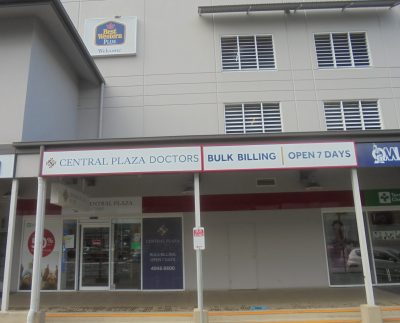 Best
Western
PLUS
Welcome
CENTRAL PLAZA DOCTORS BULK BILLING OPEN 7 DAYS
CENTRAL PLAZA
CENTRAL PLAZA
BULK BILLING
OPEN 7 DAYS